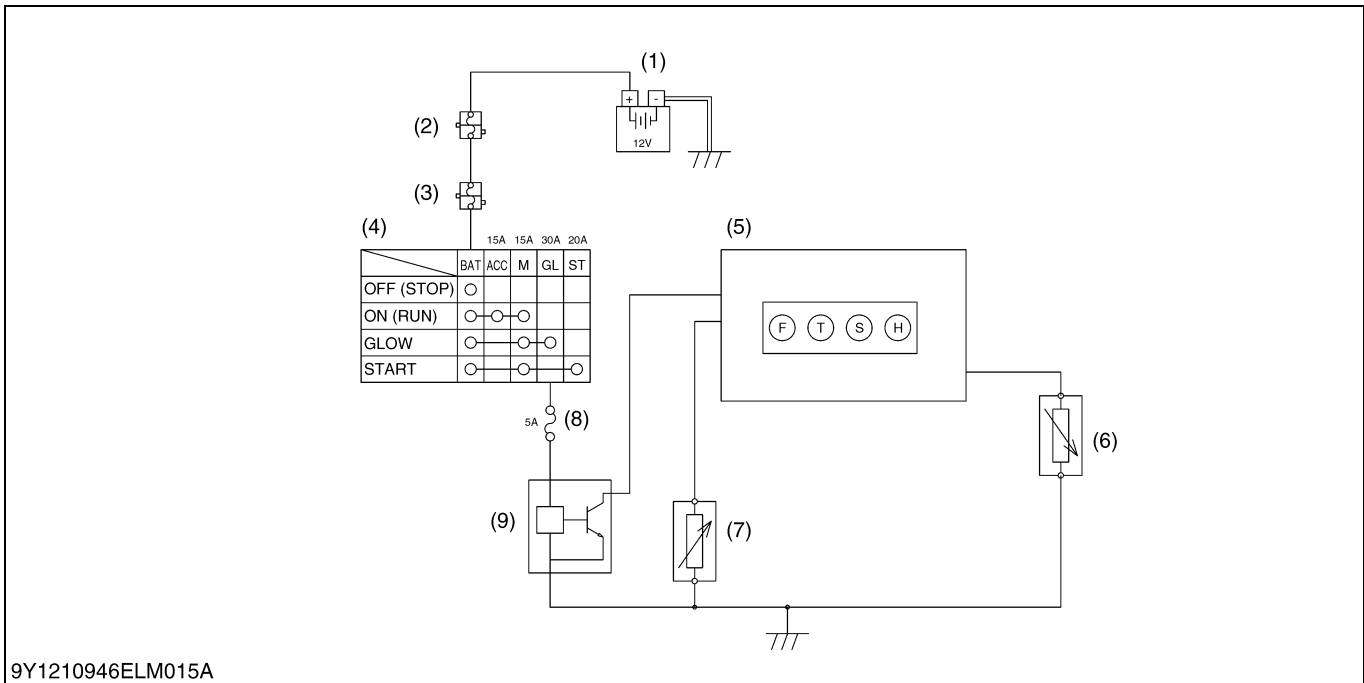 (1)
+ -
12V
(2)
(3)
(4)
15A 15A 30A 20A
BAT ACC M GL ST
OFF (STOP)
ON (RUN)
GLOW
START
(5)
F T S H
(6)
(7)
5A (8)
(9)
9Y1210946ELM015A